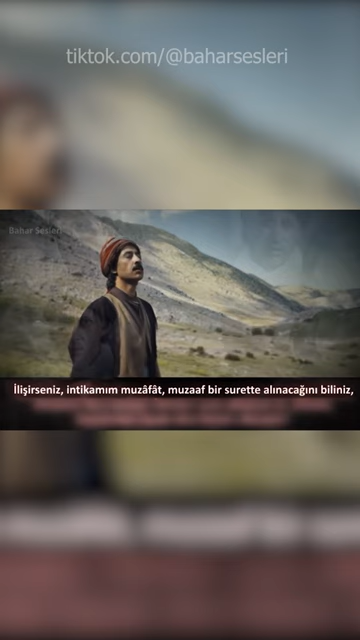 tiktok.com/@baharsesleri
Bahar Sesleri
İlişirseniz, intikamım muzâfât, muzaaf bir surette alınacağını biliniz,